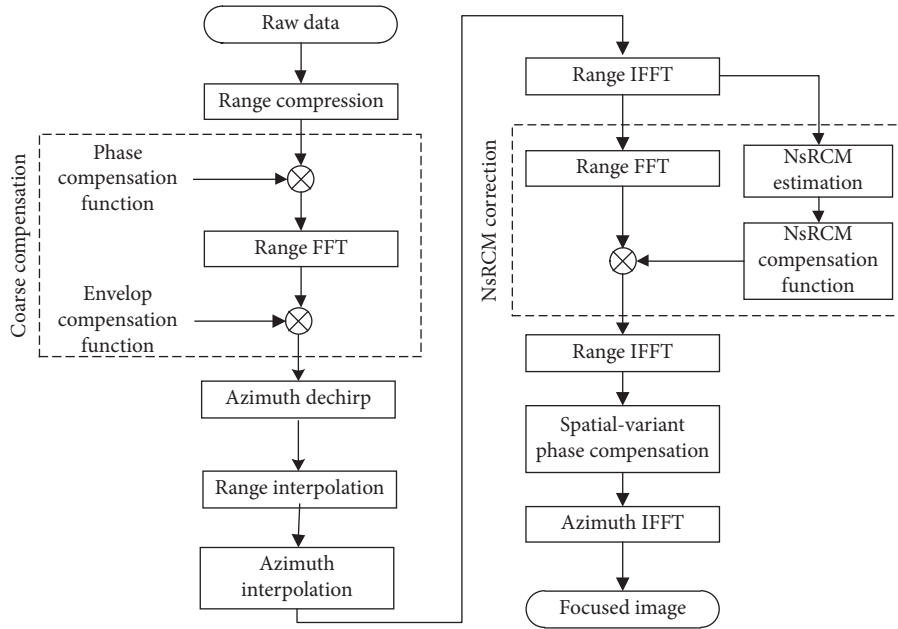 Raw data
Range compression
Coarse compensation
Phase
compensation
function
Range FFT
Envelop
compensation
function
Azimuth dechirp
Range interpolation
Azimuth
interpolation
Range IFFT
NsRCM correction
Range FFT
NsRCM
estimation
NsRCM
compensation
function
Range IFFT
Spatial-variant
phase compensation
Azimuth IFFT
Focused image